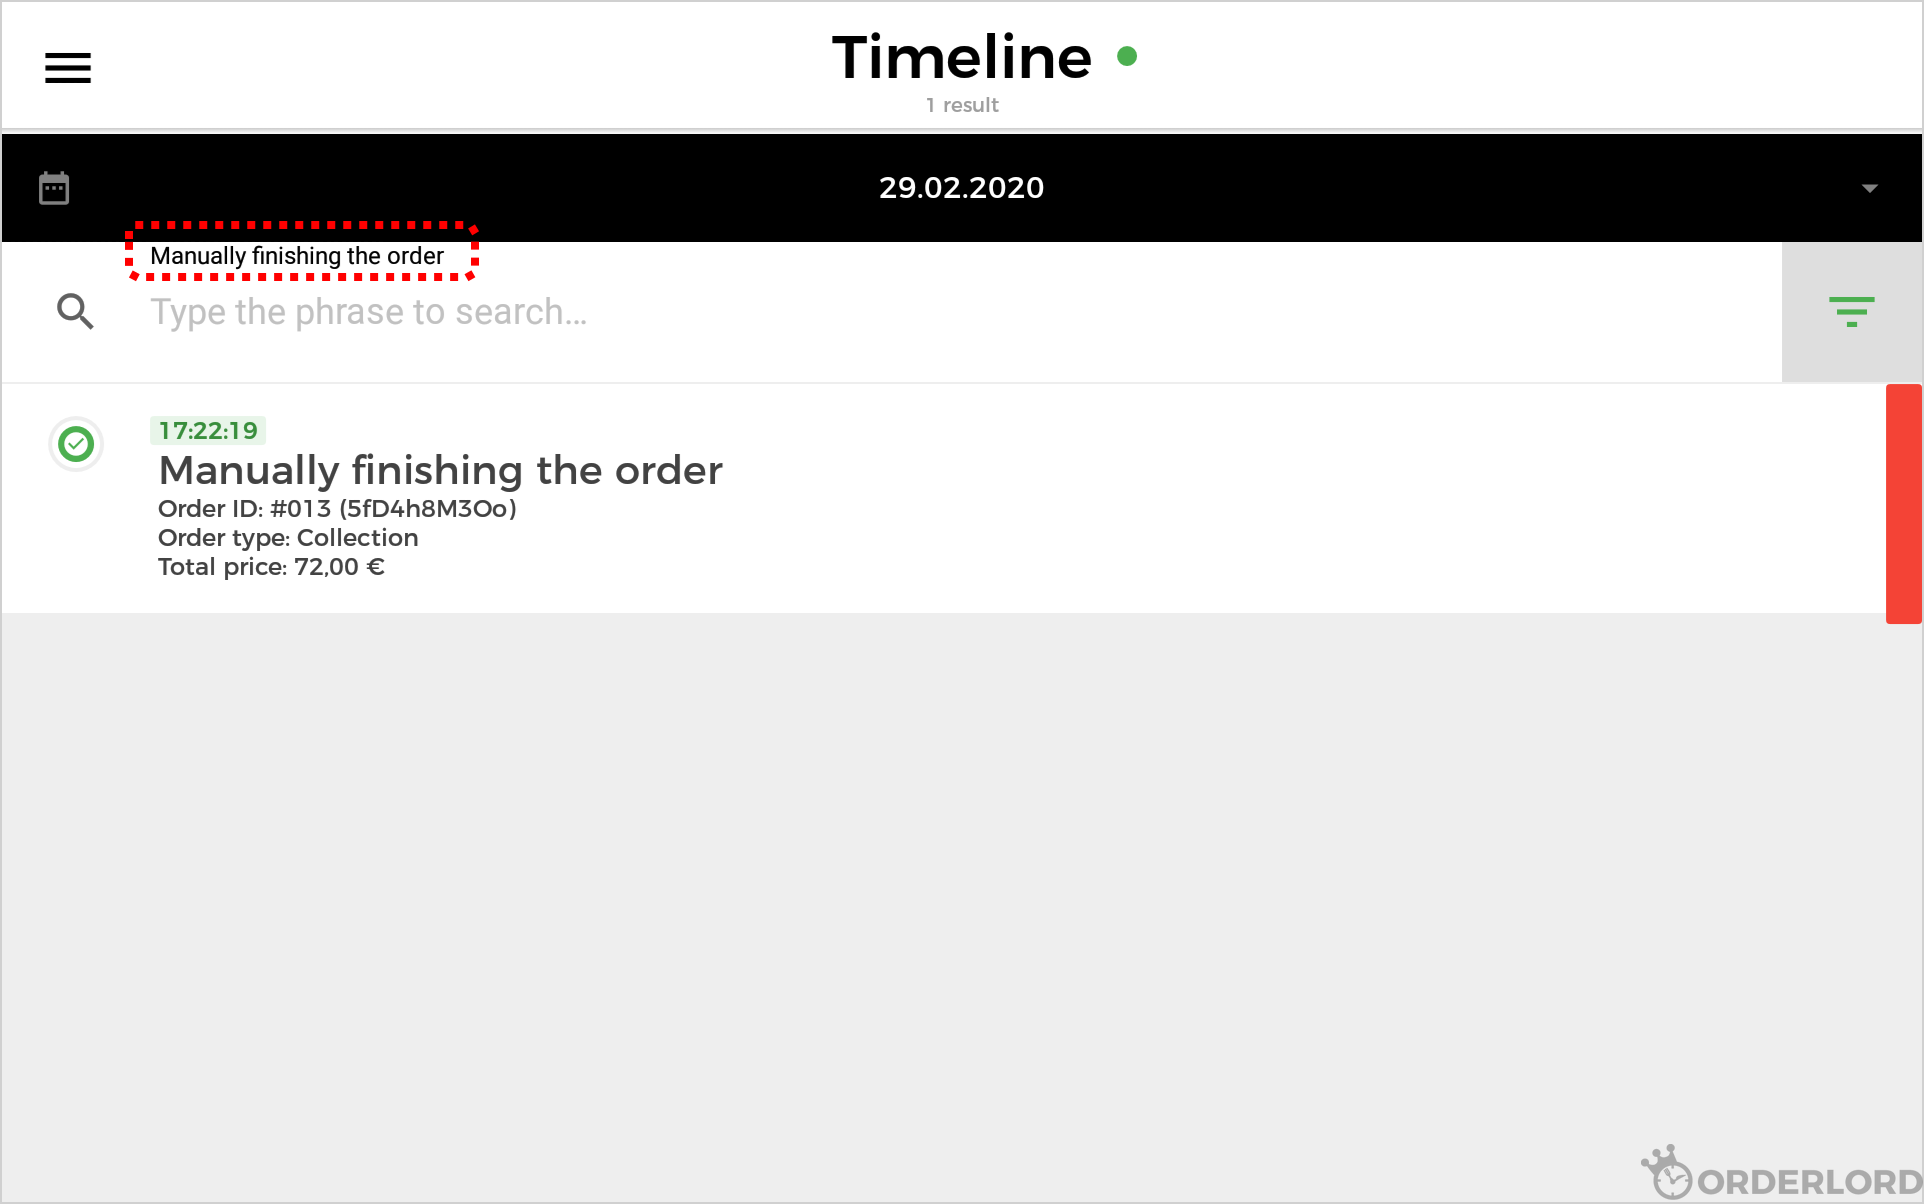 Timeline
1 result
29.02.2020
Manually finishing the order
Type the phrase to search...
17:22:19
Manually finishing the order
Order ID: #013 (5fD4h8M3Oo)
Order type: Collection
Total price: 72,00 €
ORDERLORD